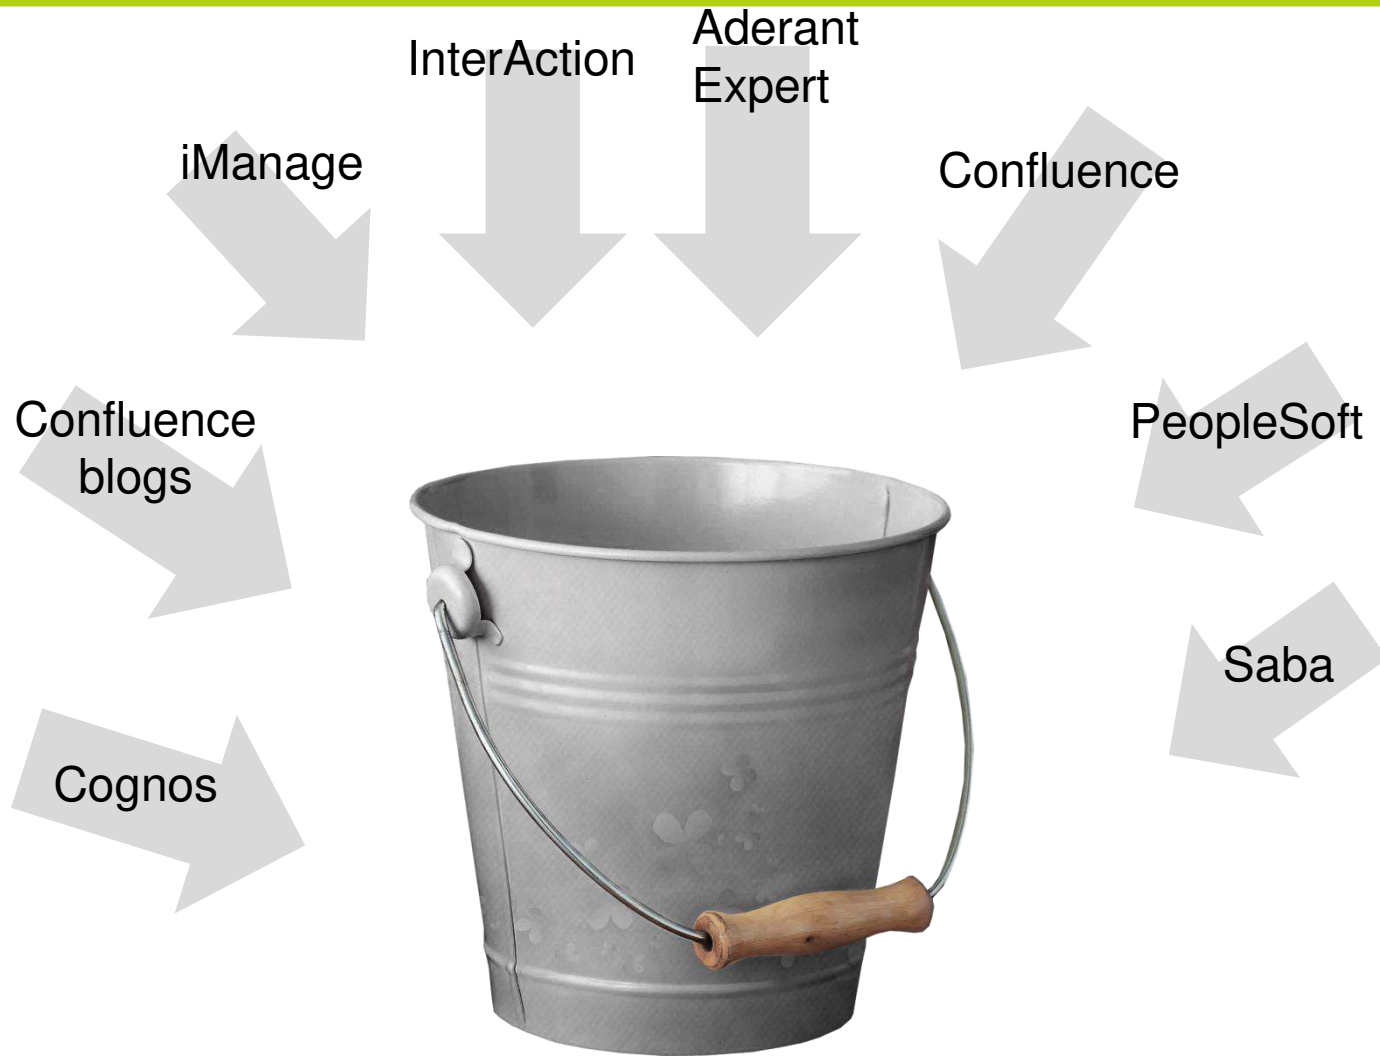 InterAction
Aderant
Expert
iManage
Confluence
Confluence
blogs
PeopleSoft
Saba
Cognos